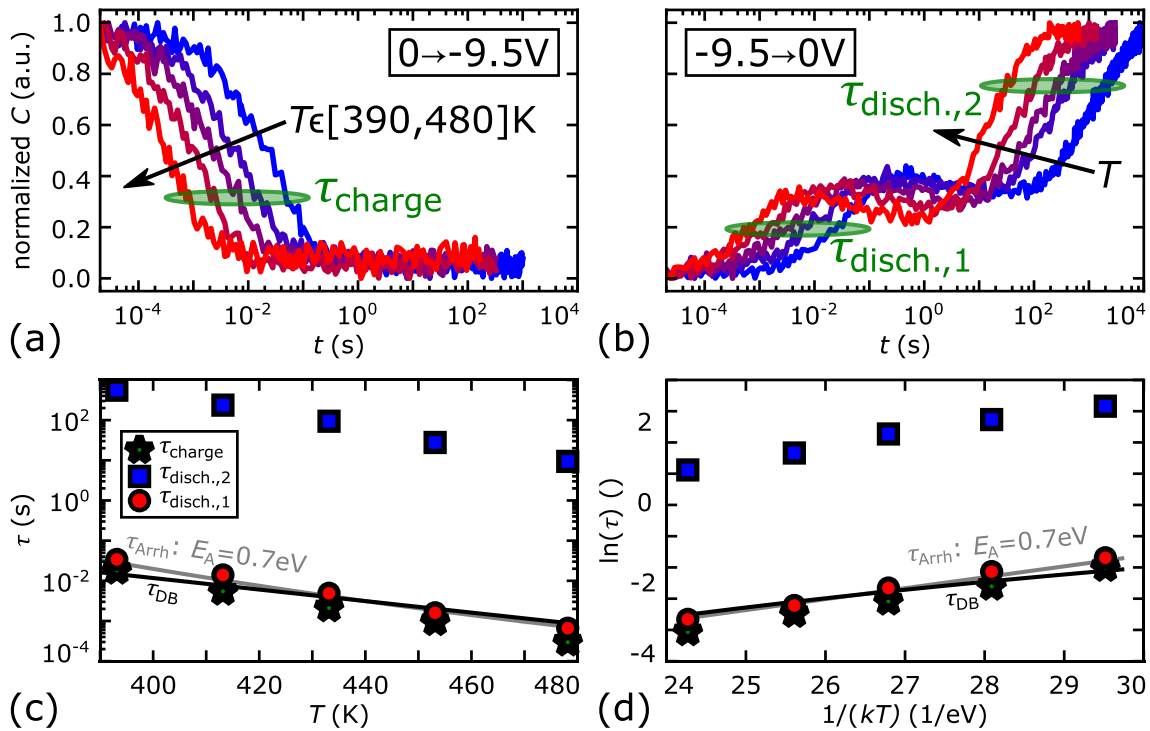 0→-9.5V
-9.5→0V
normalized C (a.u.)
1.0
0.8
0.6
0.4
0.2
0.0
Tϵ[390,480]K
τcharge
τdisch.,2
T
τdisch.,1
10⁻⁴ 10⁻² 10⁰ 10² 10⁴
10⁻⁴ 10⁻² 10⁰ 10² 10⁴
(a)
t (s)
(b)
t (s)
τ (s)
10²
10⁰
10⁻²
10⁻⁴
τcharge
τdisch.,2
τdisch.,1
τArrh: EA=0.7eV
τDB
400 420 440 460 480
(c)
T (K)
ln(τ) ()
2
0
-2
-4
τArrh: EA=0.7eV
τDB
24 25 26 27 28 29 30
(d)
1/(kT) (1/eV)